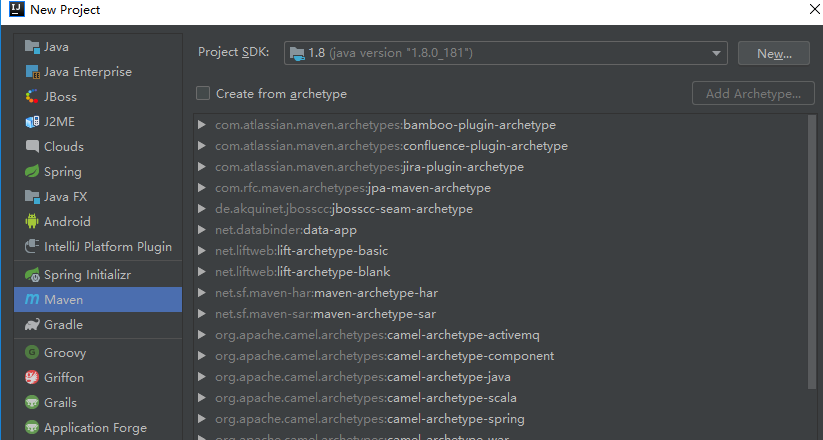 New Project
Java
Java Enterprise
JBoss
J2ME
Clouds
Spring
Java FX
Android
IntelliJ Platform Plugin
Spring Initializr
Maven
Gradle
Groovy
Griffon
Grails
Application Forge
Project SDK: 1.8 (java version "1.8.0_181") New...
Create from archetype Add Archetype...
com.atlassian.maven.archetypes:bamboo-plugin-archetype
com.atlassian.maven.archetypes:confluence-plugin-archetype
com.atlassian.maven.archetypes:jira-plugin-archetype
com.rfc.maven.archetypes:jpa-maven-archetype
de.akquinet.jbosscc:jbosscc-seam-archetype
net.databinder:data-app
net.liftweb:lift-archetype-basic
net.liftweb:lift-archetype-blank
net.sf.maven-har:maven-archetype-har
net.sf.maven-sar:maven-archetype-sar
org.apache.camel.archetypes:camel-archetype-activemq
org.apache.camel.archetypes:camel-archetype-component
org.apache.camel.archetypes:camel-archetype-java
org.apache.camel.archetypes:camel-archetype-scala
org.apache.camel.archetypes:camel-archetype-spring
org.apache.camel.archetypes:camel-archetype-war